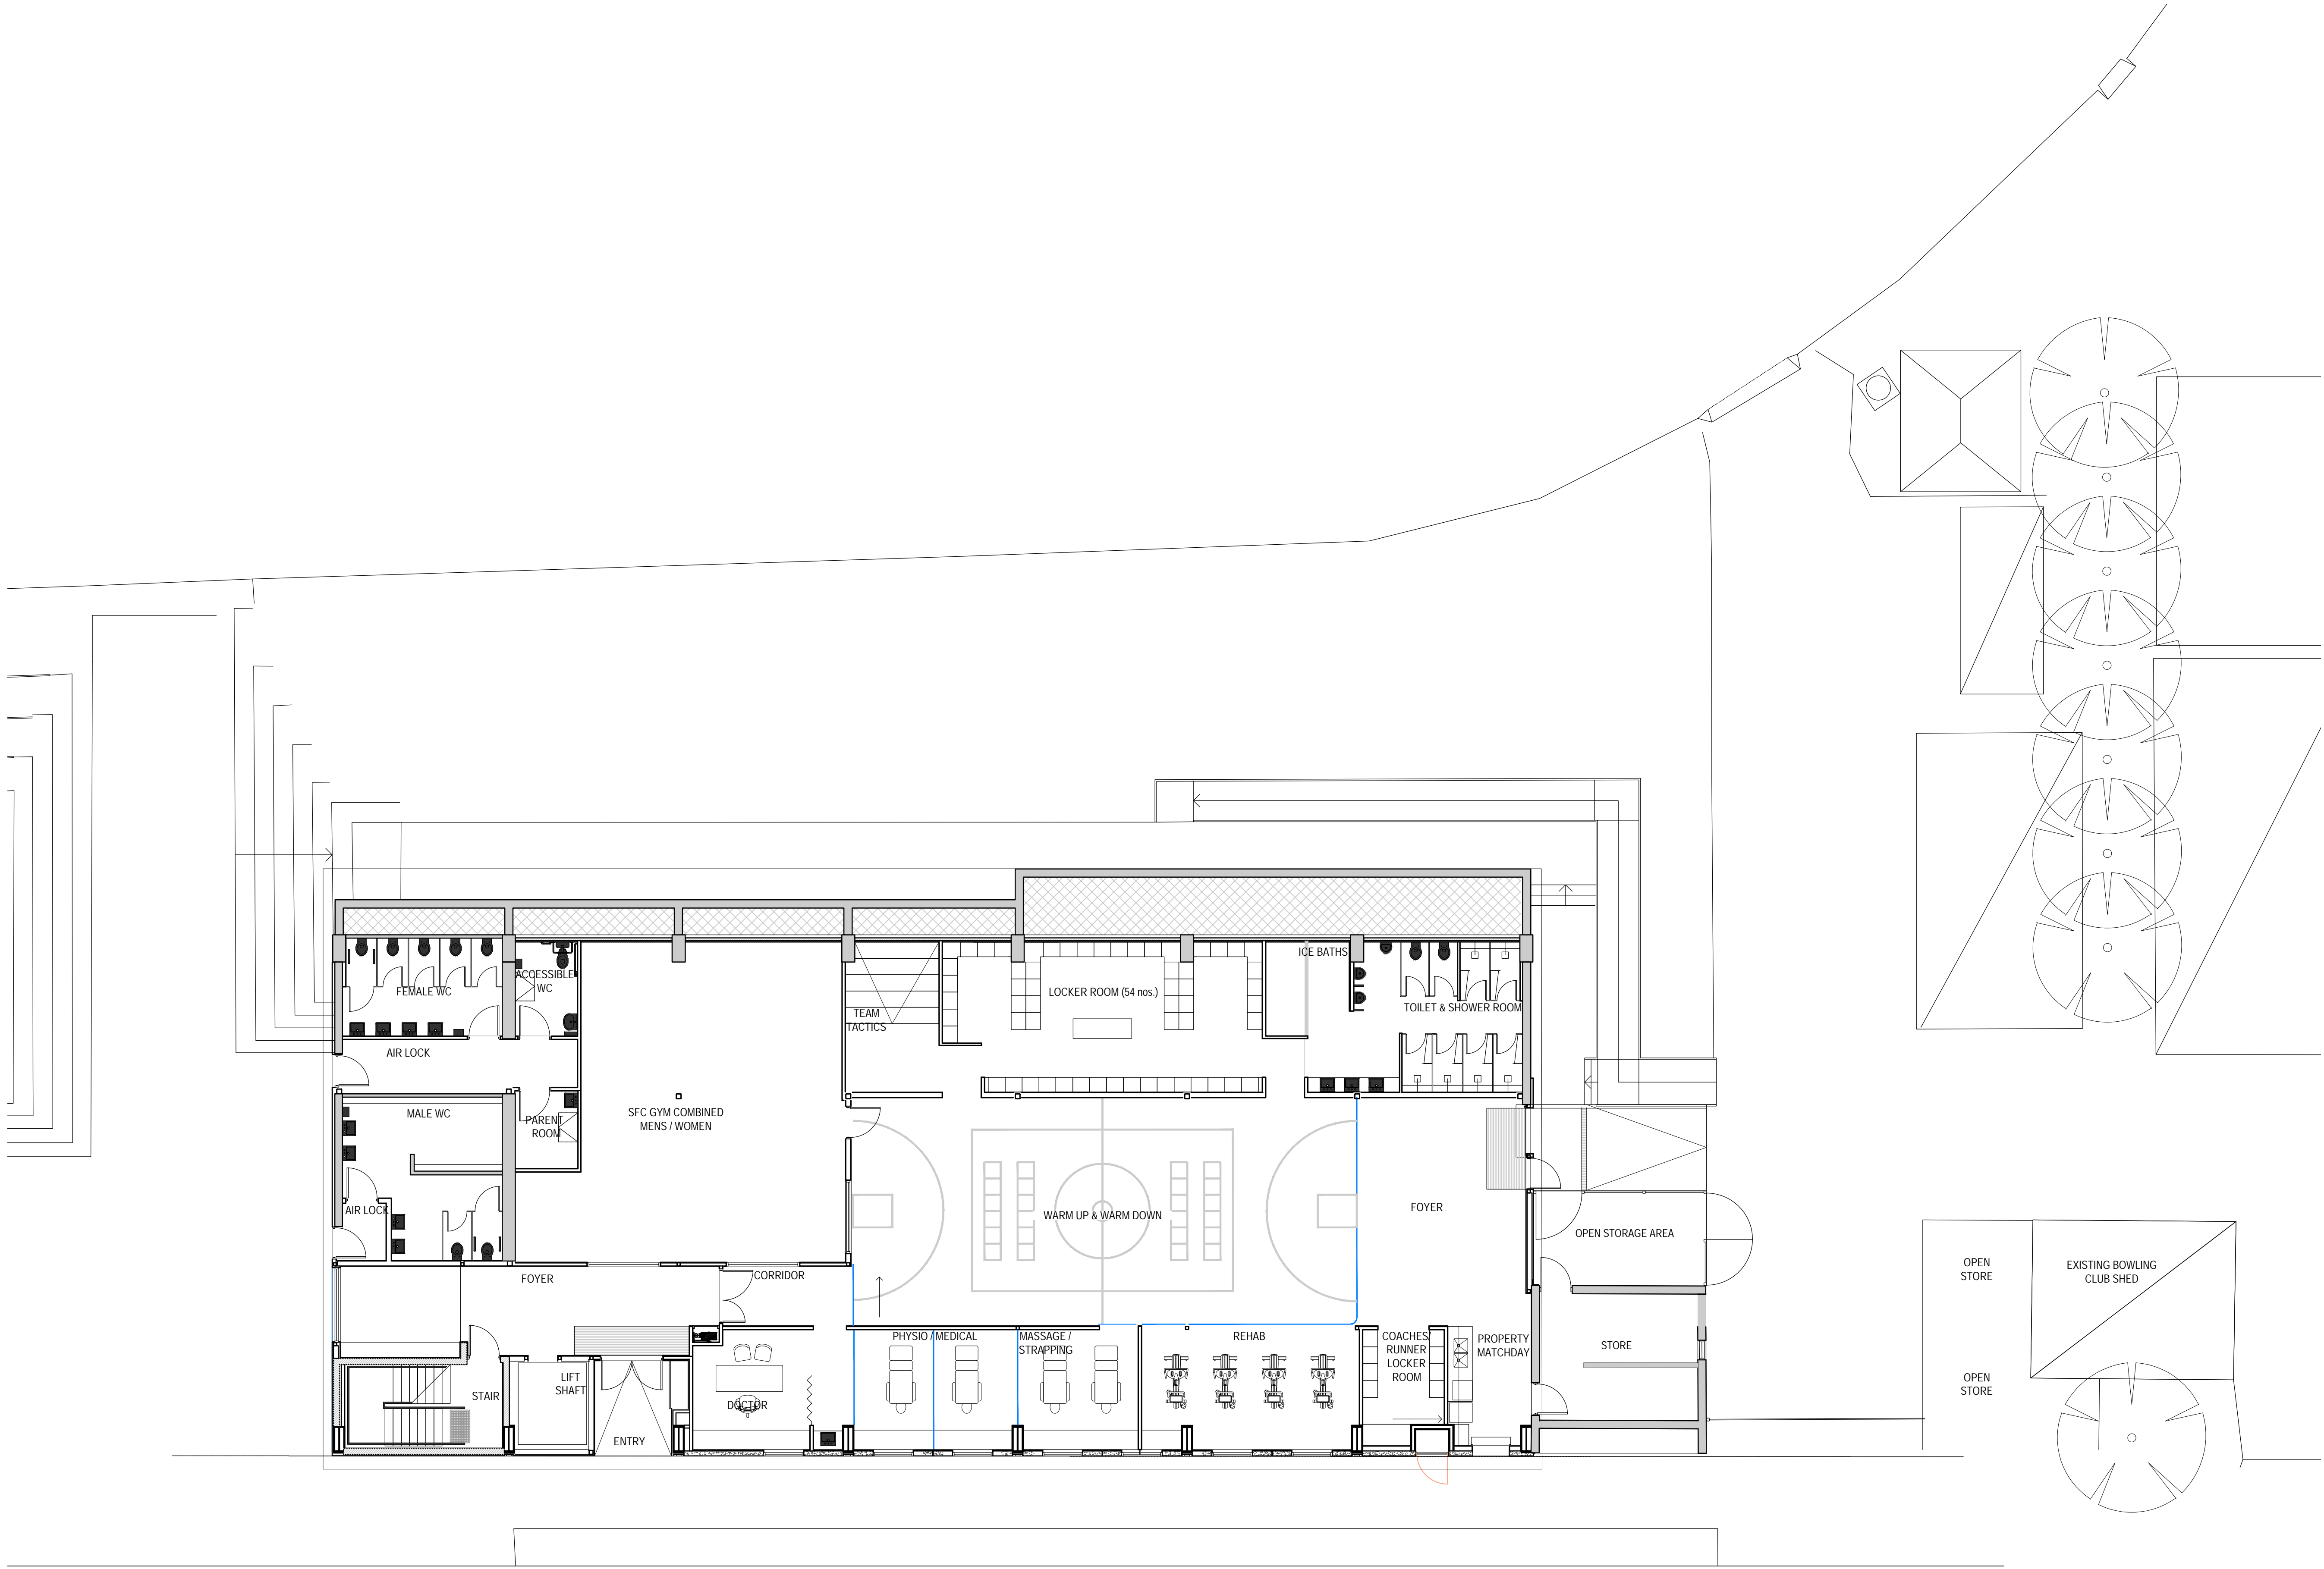 ICE BATHS
ACCESSIBLE
WC
FEMALE WC
LOCKER ROOM (54 nos.)
TOILET & SHOWER ROOM
TEAM
TACTICS
AIR LOCK
MALE WC
PARENT
ROOM
SFC GYM COMBINED
MENS / WOMEN
AIR LOCK
WARM UP & WARM DOWN
FOYER
OPEN STORAGE AREA
FOYER
CORRIDOR
OPEN
STORE
EXISTING BOWLING
CLUB SHED
PHYSIO / MEDICAL
MASSAGE /
STRAPPING
REHAB
COACHES/
RUNNER
LOCKER
ROOM
PROPERTY
MATCHDAY
STORE
LIFT
SHAFT
STAIR
DOCTOR
OPEN
STORE
ENTRY